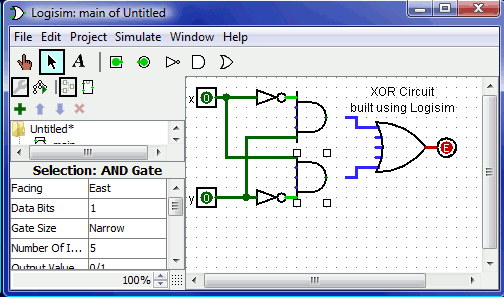 Logisim: main of Untitled
File Edit Project Simulate Window Help
A
Untitled*
main
Selection: AND Gate
Facing East
Data Bits 1
Gate Size Narrow
Number Of I... 5
Output Value 0/1
100%
XOR Circuit
built using Logisim
x 0
y 0
E